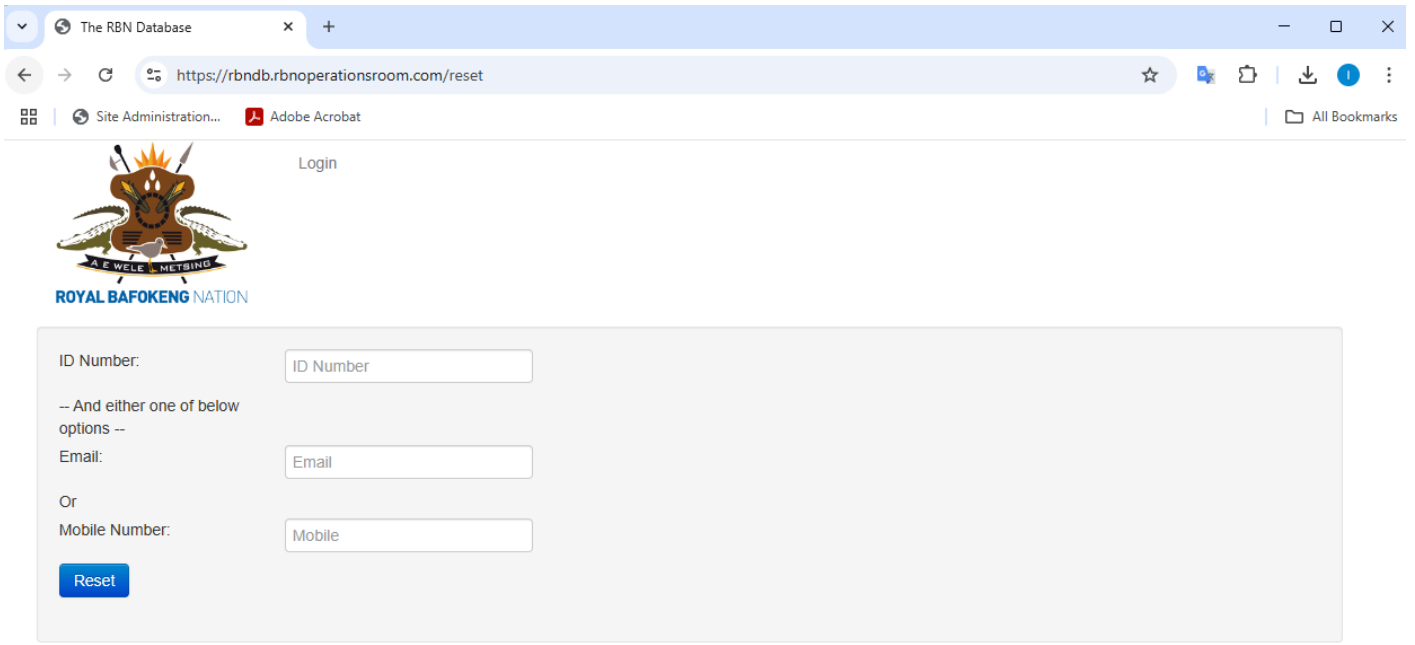 The RBN Database
https://rbndb.rbnoperationsroom.com/reset
I
Site Administration...
Adobe Acrobat
All Bookmarks
Login
A E WELE METSING
ROYAL BAFOKENG NATION
ID Number:
ID Number
-- And either one of below
options --
Email:
Email
Or
Mobile Number:
Mobile
Reset